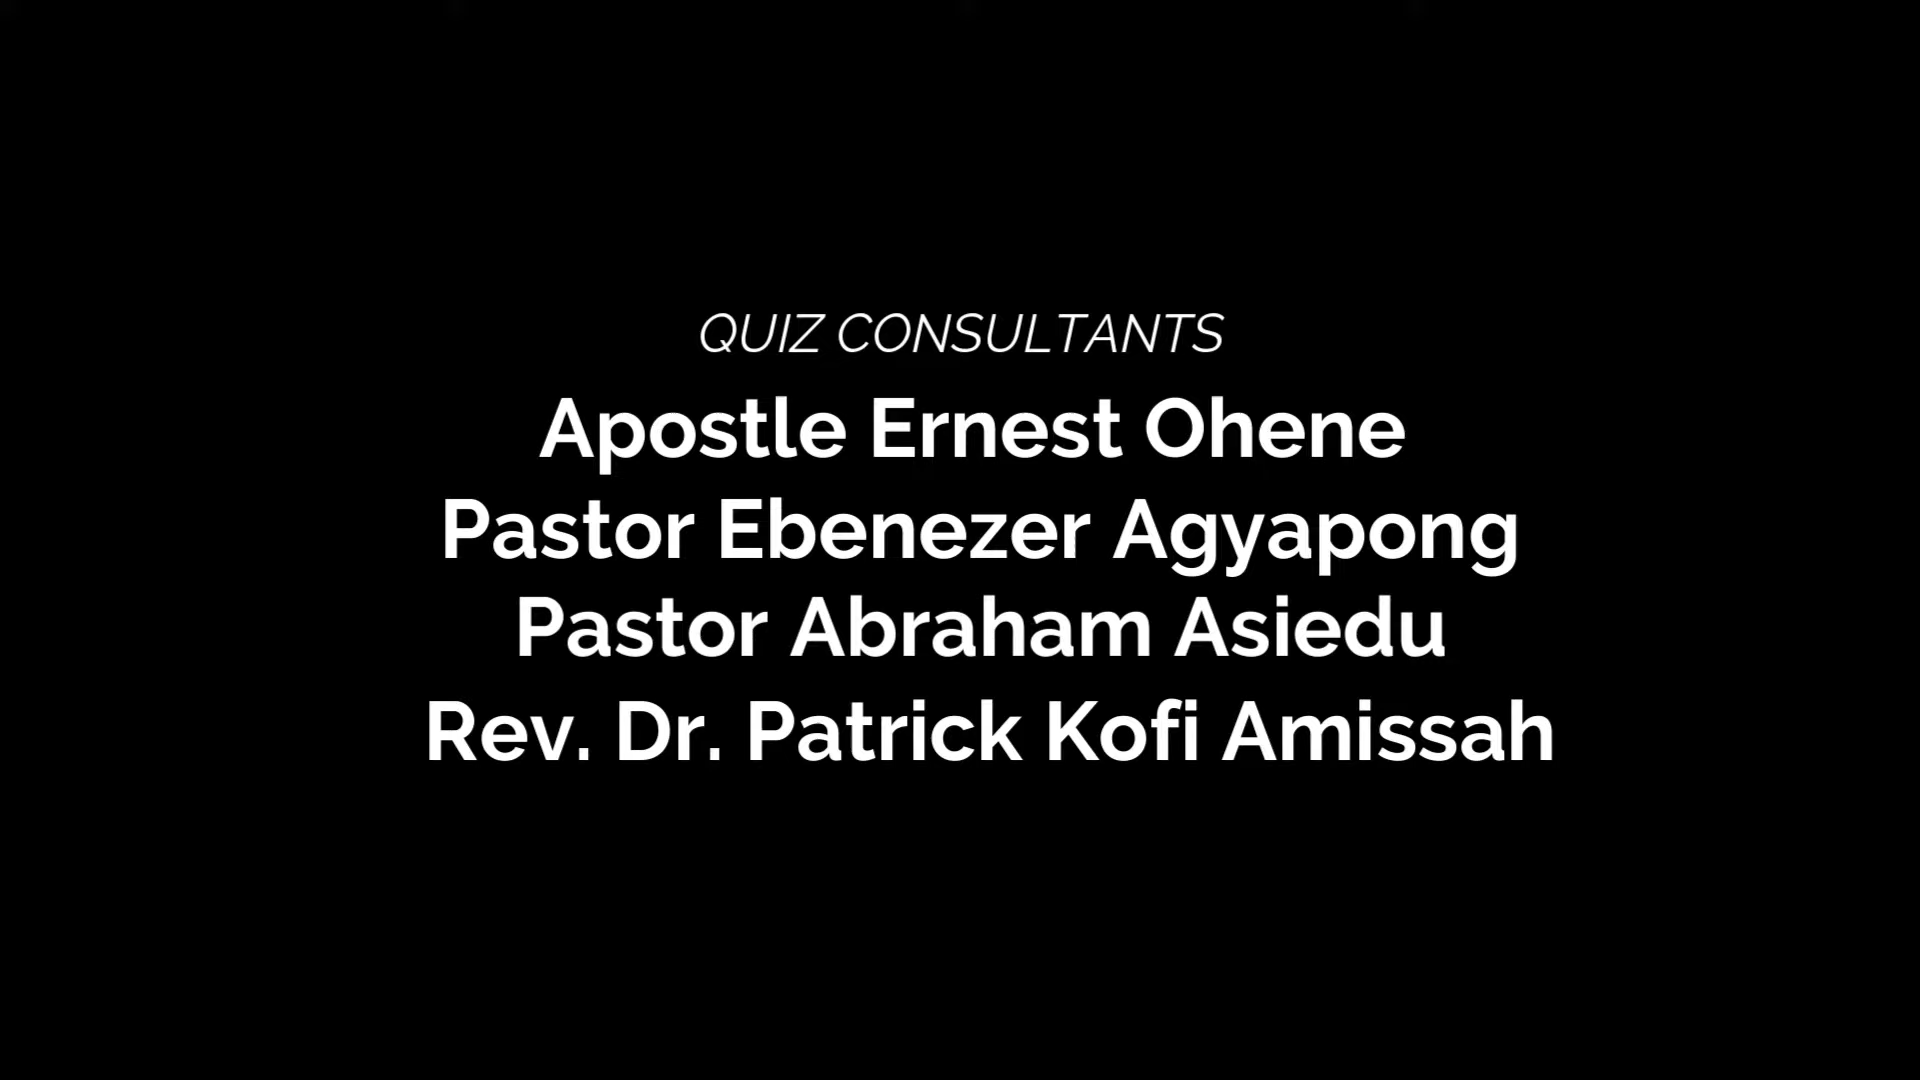 QUIZ CONSULTANTS
Apostle Ernest Ohene
Pastor Ebenezer Agyapong
Pastor Abraham Asiedu
Rev. Dr. Patrick Kofi Amissah